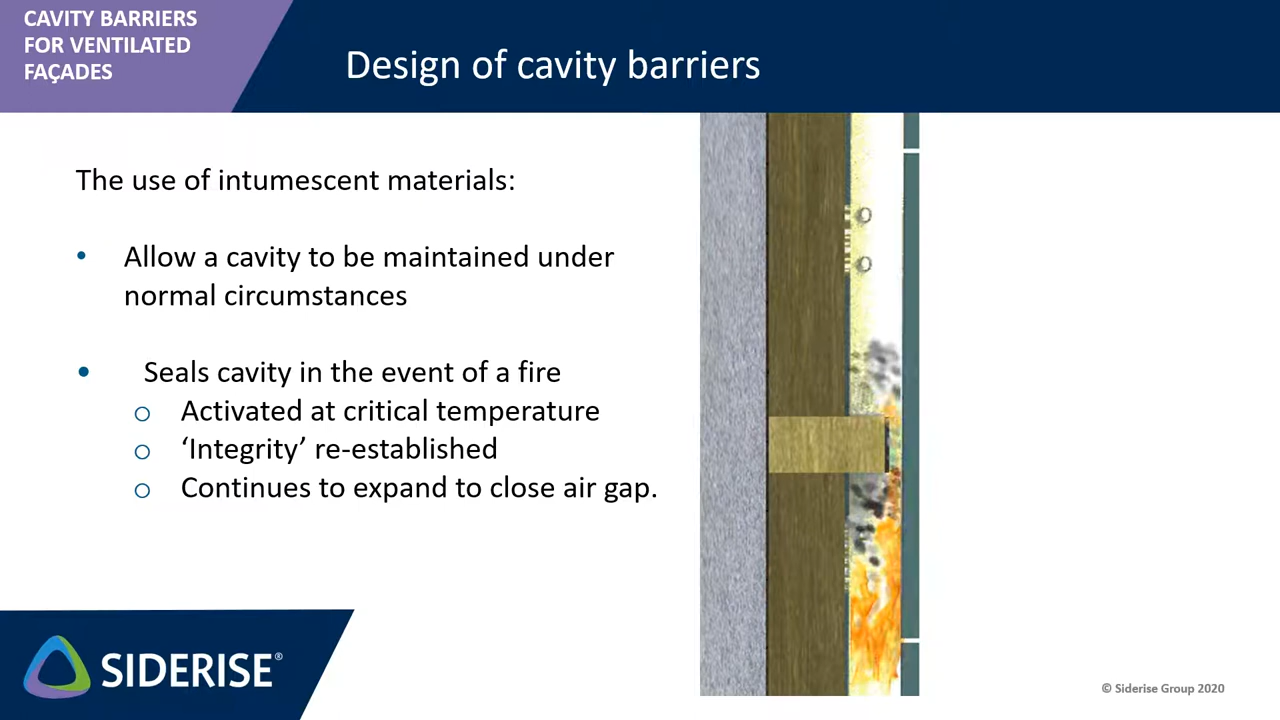 CAVITY BARRIERS
FOR VENTILATED
FAÇADES
Design of cavity barriers
The use of intumescent materials:
• Allow a cavity to be maintained under
normal circumstances
• Seals cavity in the event of a fire
o Activated at critical temperature
o ‘Integrity’ re-established
o Continues to expand to close air gap.
SIDERISE®
© Siderise Group 2020